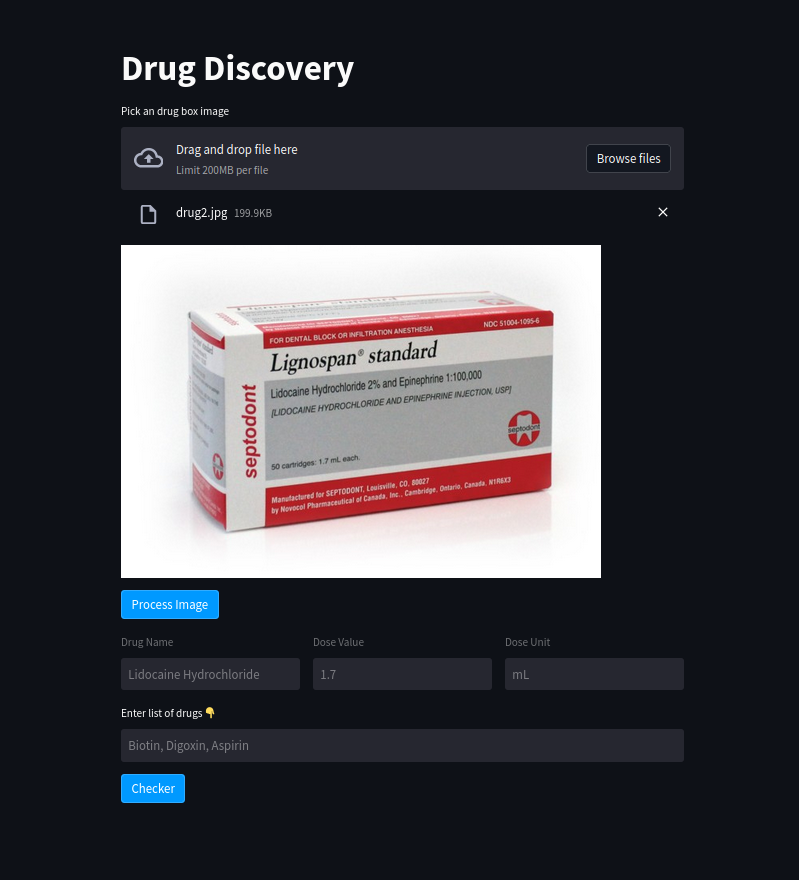 Drug Discovery
Pick an drug box image
Drag and drop file here
Limit 200MB per file
Browse files
drug2.jpg 199.9KB
Lignospan standard
FOR DENTAL BLOCK OR INFILTRATION ANESTHESIA NDC 51004-1095-6
Lignospan® standard
Lidocaine Hydrochloride 2% and Epinephrine 1:100,000
[LIDOCAINE HYDROCHLORIDE AND EPINEPHRINE INJECTION, USP]
septodont
septodont
50 cartridges: 1.7 mL each.
Manufactured for SEPTODONT, Louisville, CO, 80027
by Novocol Pharmaceutical of Canada, Inc., Cambridge, Ontario, Canada, N1R6X3
Process Image
Drug Name Dose Value Dose Unit
Lidocaine Hydrochloride 1.7 mL
Enter list of drugs 👇
Biotin, Digoxin, Aspirin
Checker